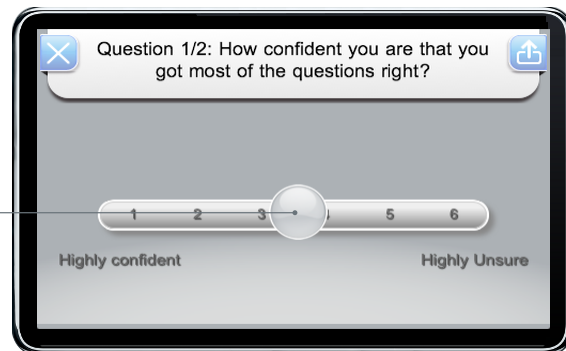 Question 1/2: How confident you are that you
got most of the questions right?
1 2 3 4 5 6
Highly confident Highly Unsure